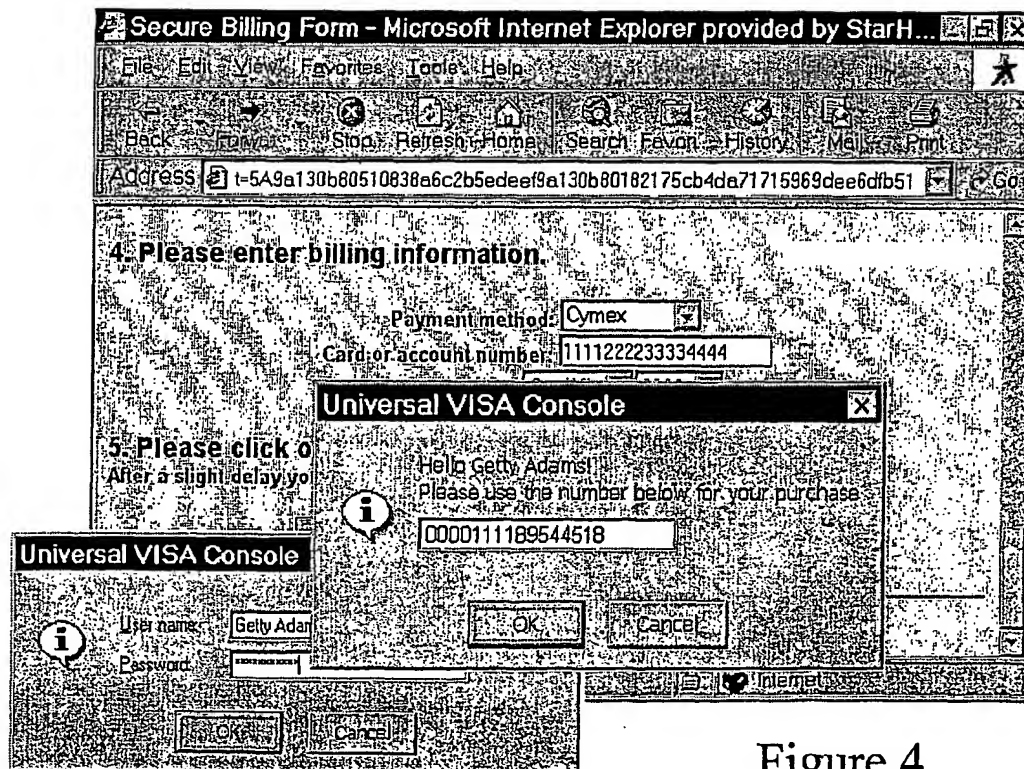 Secure Billing Form - Microsoft Internet Explorer provided by StarH...
File Edit View Favorites Tools Help
Back Stop Refresh Home Search Favori History Mail Print
Address t=5A9a130b80510838a6c2b5edeef9a130b80182175cb4da71715969dee6dfb51 Go
4. Please enter billing information.
Payment method: Cymex
Card or account number: 1111222233334444
Universal VISA Console
5. Please click o
After a slight delay yo
Hello Getty Adams!
Please use the number below for your purchase
0000111189544518
OK Cancel
Internet
Universal VISA Console
User name: Getty Adam
Password: **********
OK Cancel
Figure 4